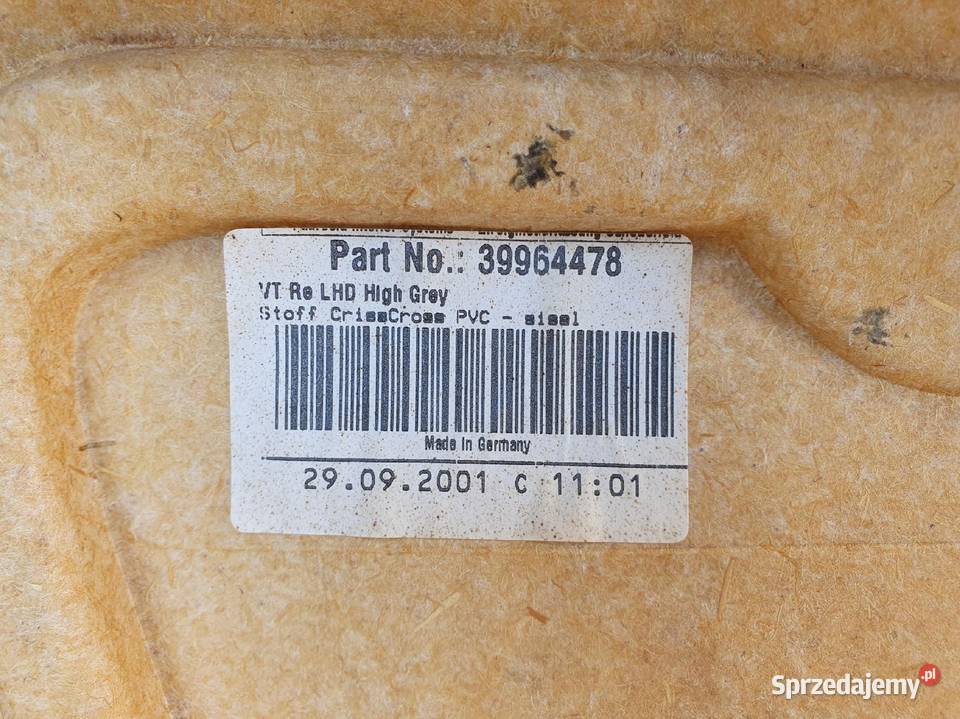 Part No.: 39964478
VT Re LHD High Grey
Stoff CrissCross PVC - sisal
Made in Germany
29.09.2001 C 11:01
Sprzedajemy.pl